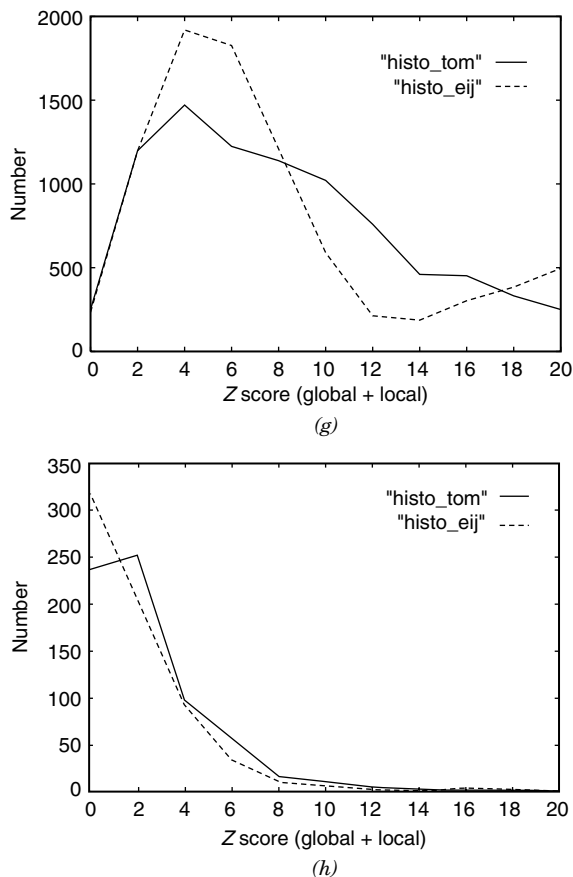 2000
1500
1000
500
0
Number
"histo_tom"
"histo_eij"
0 2 4 6 8 10 12 14 16 18 20
Z score (global + local)
(g)
350
300
250
200
150
100
50
0
Number
"histo_tom"
"histo_eij"
0 2 4 6 8 10 12 14 16 18 20
Z score (global + local)
(h)